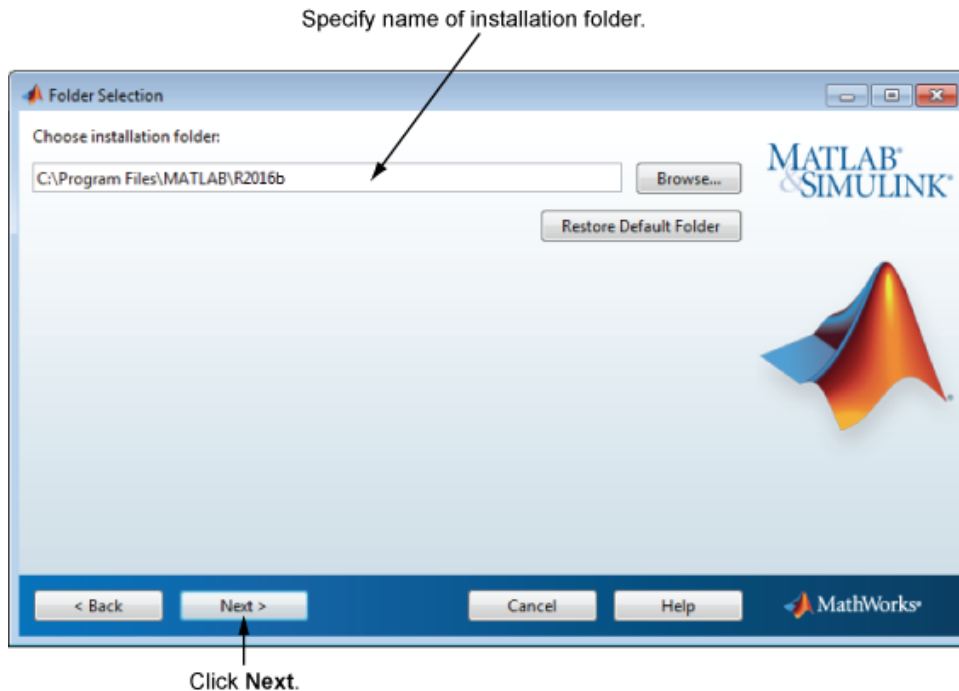 Specify name of installation folder.
Folder Selection
Choose installation folder:
C:\Program Files\MATLAB\R2016b
Browse...
Restore Default Folder
MATLAB®
&SIMULINK®
®
< Back
Next >
Cancel
Help
MathWorks®
Click Next.